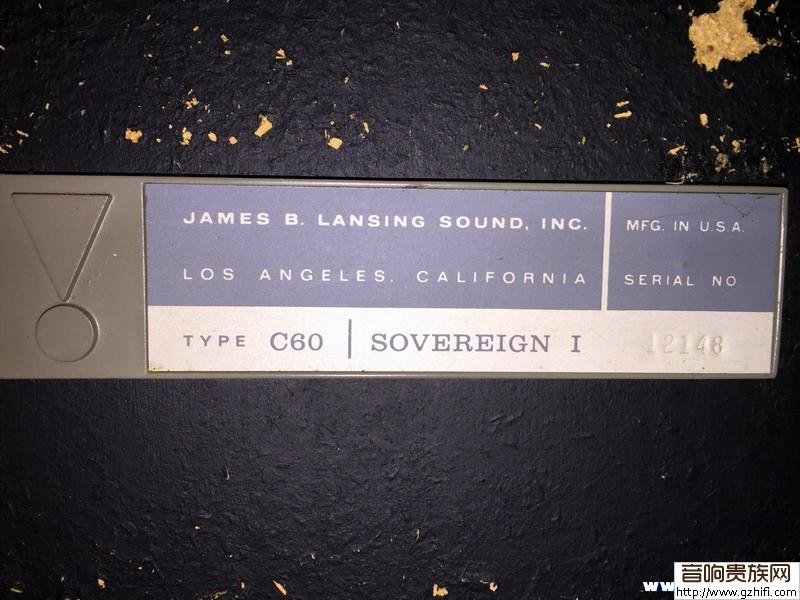 JAMES B. LANSING SOUND, INC.
LOS ANGELES, CALIFORNIA
MFG. IN U.S.A.
SERIAL NO
TYPE C60 | SOVEREIGN I
12148
音响贵族网
http://www.gzhifi.com